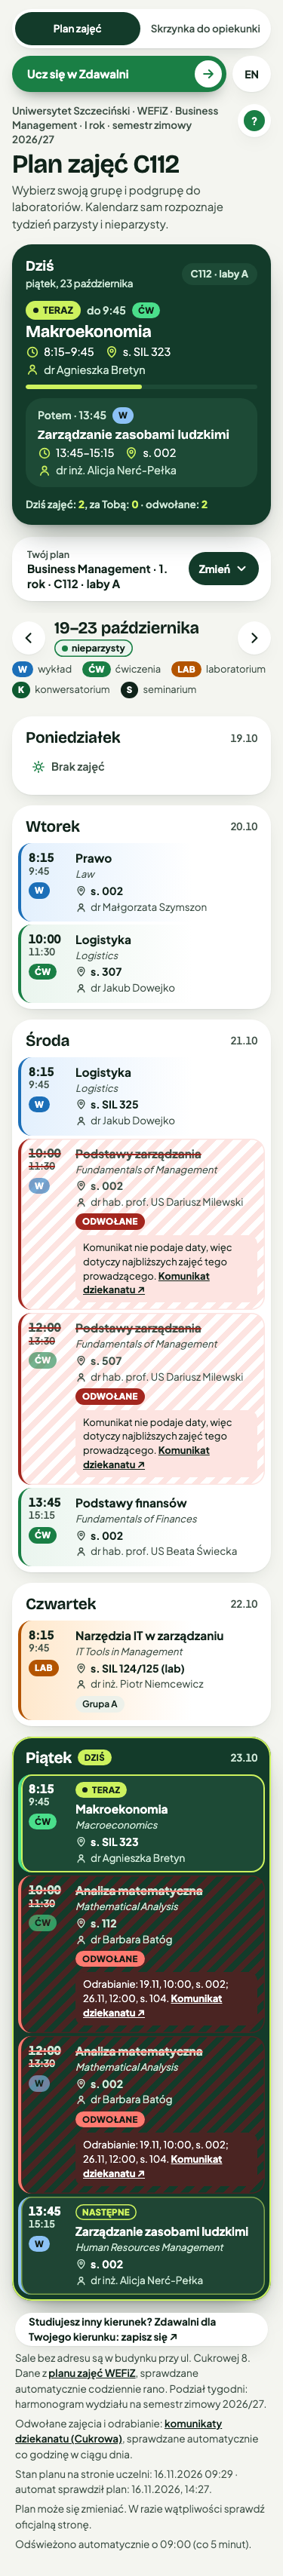 Plan zajęć
Skrzynka do opiekunki
Ucz się w Zdawalni
EN
Uniwersytet Szczeciński · WEFiZ · Business
Management · I rok · semestr zimowy
2026/27
?
Plan zajęć C112
Wybierz swoją grupę i podgrupę do
laboratoriów. Kalendarz sam rozpoznaje
tydzień parzysty i nieparzysty.
Dziś
piątek, 23 października
C112 · laby A
TERAZ do 9:45 ĆW
Makroekonomia
8:15–9:45 s. SIL 323
dr Agnieszka Bretyn
Potem · 13:45 W
Zarządzanie zasobami ludzkimi
13:45–15:15 s. 002
dr inż. Alicja Nerć-Pełka
Dziś zajęć: 2, za Tobą: 0 · odwołane: 2
Twój plan
Business Management · 1.
rok · C112 · laby A
Zmień
19–23 października
nieparzysty
W wykład ĆW ćwiczenia LAB laboratorium
K konwersatorium S seminarium
Poniedziałek 19.10
Brak zajęć
Wtorek 20.10
8:15 Prawo
9:45 Law
W s. 002
dr Małgorzata Szymszon
10:00 Logistyka
11:30 Logistics
ĆW s. 307
dr Jakub Dowejko
Środa 21.10
8:15 Logistyka
9:45 Logistics
W s. SIL 325
dr Jakub Dowejko
10:00 Podstawy zarządzania
11:30 Fundamentals of Management
W s. 002
dr hab. prof. US Dariusz Milewski
ODWOŁANE
Komunikat nie podaje daty, więc
dotyczy najbliższych zajęć tego
prowadzącego. Komunikat
dziekanatu ↗
12:00 Podstawy zarządzania
13:30 Fundamentals of Management
ĆW s. 507
dr hab. prof. US Dariusz Milewski
ODWOŁANE
Komunikat nie podaje daty, więc
dotyczy najbliższych zajęć tego
prowadzącego. Komunikat
dziekanatu ↗
13:45 Podstawy finansów
15:15 Fundamentals of Finances
ĆW s. 002
dr hab. prof. US Beata Świecka
Czwartek 22.10
8:15 Narzędzia IT w zarządzaniu
9:45 IT Tools in Management
LAB s. SIL 124/125 (lab)
dr inż. Piotr Niemcewicz
Grupa A
Piątek DZIŚ 23.10
8:15 TERAZ
9:45 Makroekonomia
ĆW Macroeconomics
s. SIL 323
dr Agnieszka Bretyn
10:00 Analiza matematyczna
11:30 Mathematical Analysis
ĆW s. 112
dr Barbara Batóg
ODWOŁANE
Odrabianie: 19.11, 10:00, s. 002;
26.11, 12:00, s. 104. Komunikat
dziekanatu ↗
12:00 Analiza matematyczna
13:30 Mathematical Analysis
W s. 002
dr Barbara Batóg
ODWOŁANE
Odrabianie: 19.11, 10:00, s. 002;
26.11, 12:00, s. 104. Komunikat
dziekanatu ↗
13:45 NASTĘPNE
15:15 Zarządzanie zasobami ludzkimi
W Human Resources Management
s. 002
dr inż. Alicja Nerć-Pełka
Studiujesz inny kierunek? Zdawalni dla
Twojego kierunku: zapisz się ↗
Sale bez adresu są w budynku przy ul. Cukrowej 8.
Dane z planu zajęć WEFiZ, sprawdzane
automatycznie codziennie rano. Podział tygodni:
harmonogram wydziału na semestr zimowy 2026/27.
Odwołane zajęcia i odrabianie: komunikaty
dziekanatu (Cukrowa), sprawdzane automatycznie
co godzinę w ciągu dnia.
Stan planu na stronie uczelni: 16.11.2026 09:29 ·
automat sprawdził plan: 16.11.2026, 14:27.
Plan może się zmieniać. W razie wątpliwości sprawdź
oficjalną stronę.
Odświeżono automatycznie o 09:00 (co 5 minut).